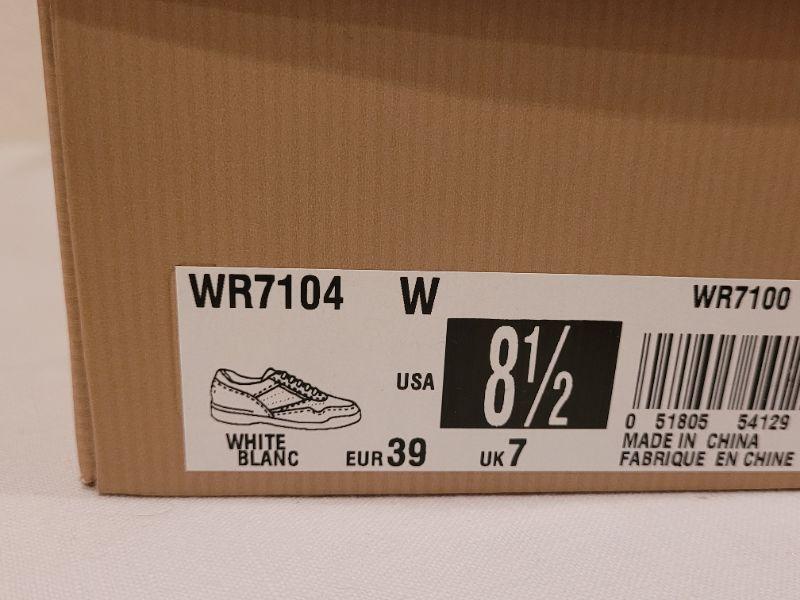 WR7104 W WR7100
USA 8½
0 51805 54129
WHITE
BLANC
EUR 39 UK 7
MADE IN CHINA
FABRIQUE EN CHINE